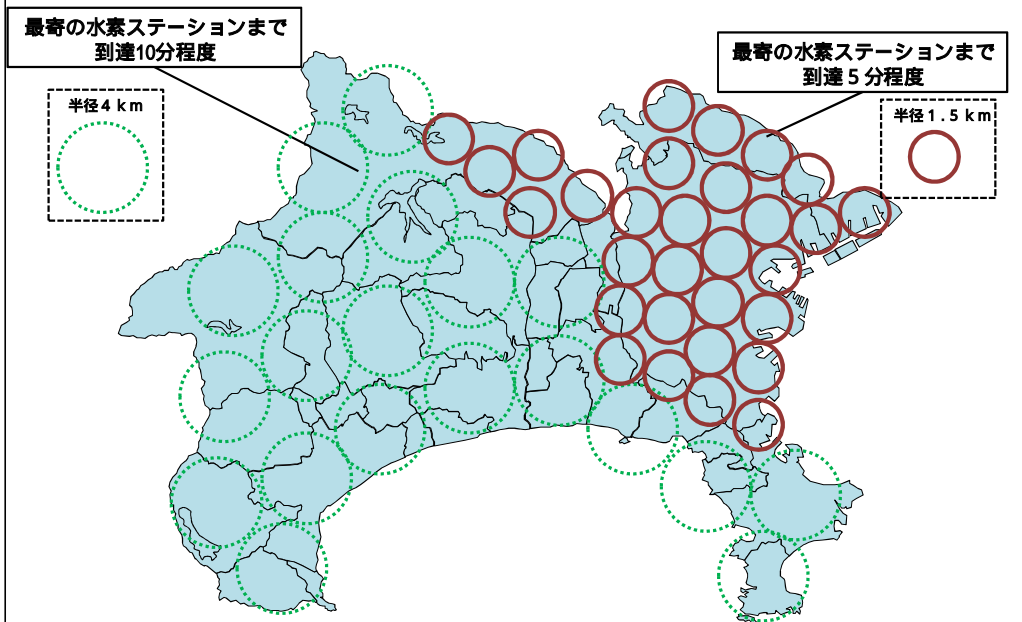 最寄の水素ステーションまで
到達10分程度
半径4km
最寄の水素ステーションまで
到達5分程度
半径1.5km